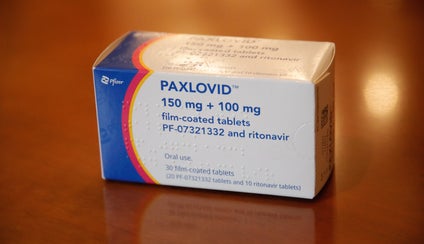 PAXLOVID™
Pfizer
PAXLOVID™
150 mg + 100 mg
film-coated tablets
PF-07321332 and ritonavir
Oral use.
30 film-coated tablets
(20 PF-07321332 tablets and 10 ritonavir tablets)